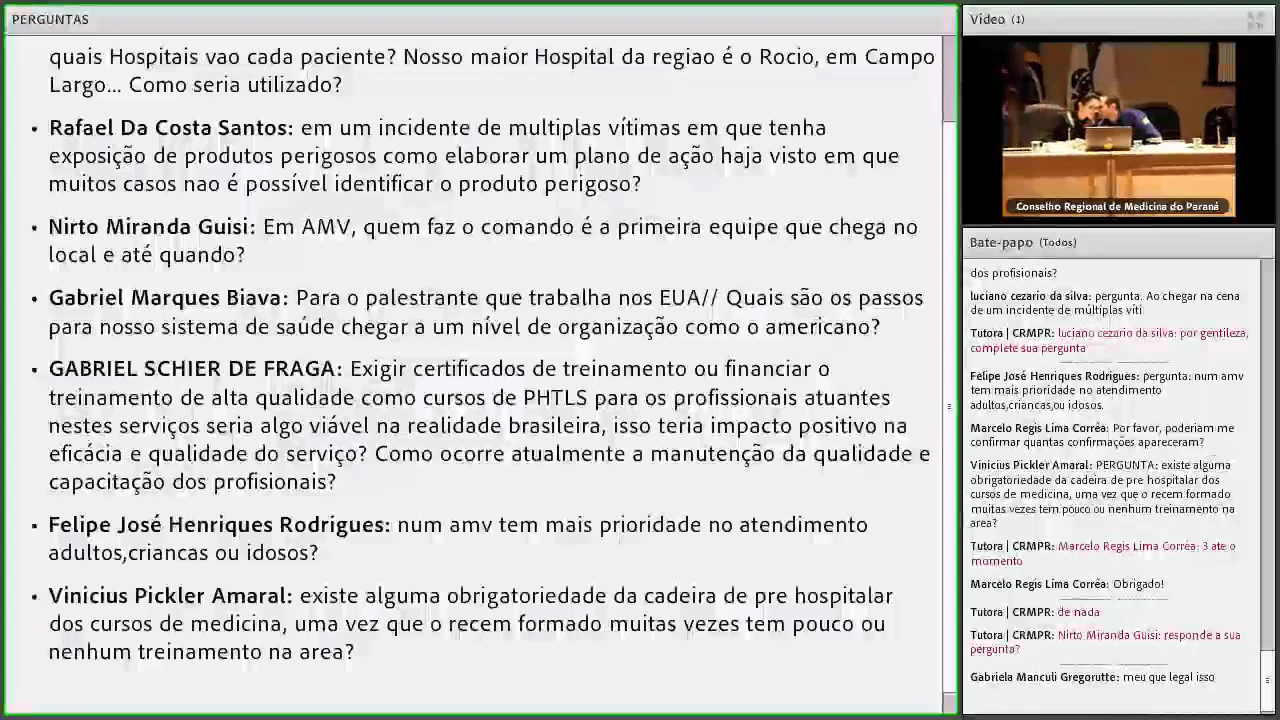 PERGUNTAS
quais Hospitais vao cada paciente? Nosso maior Hospital da regiao é o Rocio, em Campo
Largo... Como seria utilizado?
• Rafael Da Costa Santos: em um incidente de multiplas vítimas em que tenha
exposição de produtos perigosos como elaborar um plano de ação haja visto em que
muitos casos nao é possível identificar o produto perigoso?
• Nirto Miranda Guisi: Em AMV, quem faz o comando é a primeira equipe que chega no
local e até quando?
• Gabriel Marques Biava: Para o palestrante que trabalha nos EUA// Quais são os passos
para nosso sistema de saúde chegar a um nível de organização como o americano?
• GABRIEL SCHIER DE FRAGA: Exigir certificados de treinamento ou financiar o
treinamento de alta qualidade como cursos de PHTLS para os profissionais atuantes
nestes serviços seria algo viável na realidade brasileira, isso teria impacto positivo na
eficácia e qualidade do serviço? Como ocorre atualmente a manutenção da qualidade e
capacitação dos profissionais?
• Felipe José Henriques Rodrigues: num amv tem mais prioridade no atendimento
adultos,criancas ou idosos?
• Vinicius Pickler Amaral: existe alguma obrigatoriedade da cadeira de pre hospitalar
dos cursos de medicina, uma vez que o recem formado muitas vezes tem pouco ou
nenhum treinamento na area?
Vídeo (1)
Conselho Regional de Medicina do Paraná
Bate-papo (Todos)
dos profisionais?
luciano cezario da silva: pergunta. Ao chegar na cena
de um incidente de múltiplas víti
Tutora | CRMPR: luciano cezario da silva: por gentileza,
complete sua pergunta
Felipe José Henriques Rodrigues: pergunta: num amv
tem mais prioridade no atendimento
adultos,criancas,ou idosos.
Marcelo Regis Lima Corrêa: Por favor, poderiam me
confirmar quantas confirmações apareceram?
Vinicius Pickler Amaral: PERGUNTA: existe alguma
obrigatoriedade da cadeira de pre hospitalar dos
cursos de medicina, uma vez que o recem formado
muitas vezes tem pouco ou nenhum treinamento na
area?
Tutora | CRMPR: Marcelo Regis Lima Corrêa: 3 ate o
momento
Marcelo Regis Lima Corrêa: Obrigado!
Tutora | CRMPR: de nada
Tutora | CRMPR: Nirto Miranda Guisi: responde a sua
pergunta?
Gabriela Manculi Gregorutte: meu que legal isso